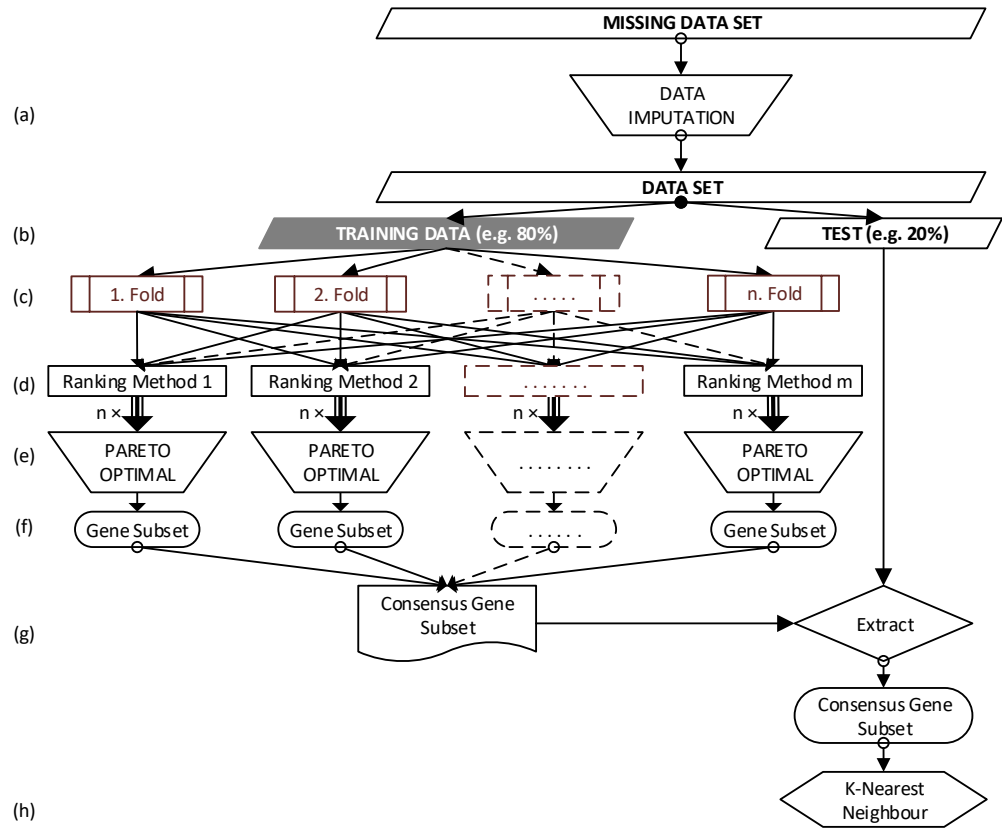 MISSING DATA SET
(a)
DATA
IMPUTATION
DATA SET
(b)
TRAINING DATA (e.g. 80%)
TEST (e.g. 20%)
(c)
1. Fold
2. Fold
. . . . .
n. Fold
(d)
Ranking Method 1
Ranking Method 2
. . . . . . .
Ranking Method m
n ×
n ×
n ×
n ×
(e)
PARETO
OPTIMAL
PARETO
OPTIMAL
. . . . . . . .
PARETO
OPTIMAL
(f)
Gene Subset
Gene Subset
. . . . . .
Gene Subset
(g)
Consensus Gene
Subset
Extract
Consensus Gene
Subset
(h)
K-Nearest
Neighbour